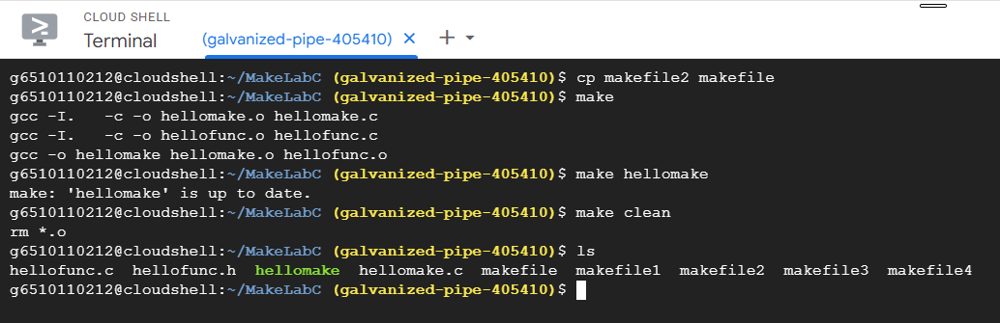 CLOUD SHELL
Terminal (galvanized-pipe-405410) × + ▾
g6510110212@cloudshell:~/MakeLabC (galvanized-pipe-405410)$ cp makefile2 makefile
g6510110212@cloudshell:~/MakeLabC (galvanized-pipe-405410)$ make
gcc -I.   -c -o hellomake.o hellomake.c
gcc -I.   -c -o hellofunc.o hellofunc.c
gcc -o hellomake hellomake.o hellofunc.o
g6510110212@cloudshell:~/MakeLabC (galvanized-pipe-405410)$ make hellomake
make: 'hellomake' is up to date.
g6510110212@cloudshell:~/MakeLabC (galvanized-pipe-405410)$ make clean
rm *.o
g6510110212@cloudshell:~/MakeLabC (galvanized-pipe-405410)$ ls
hellofunc.c  hellofunc.h  hellomake  hellomake.c  makefile  makefile1  makefile2  makefile3  makefile4
g6510110212@cloudshell:~/MakeLabC (galvanized-pipe-405410)$